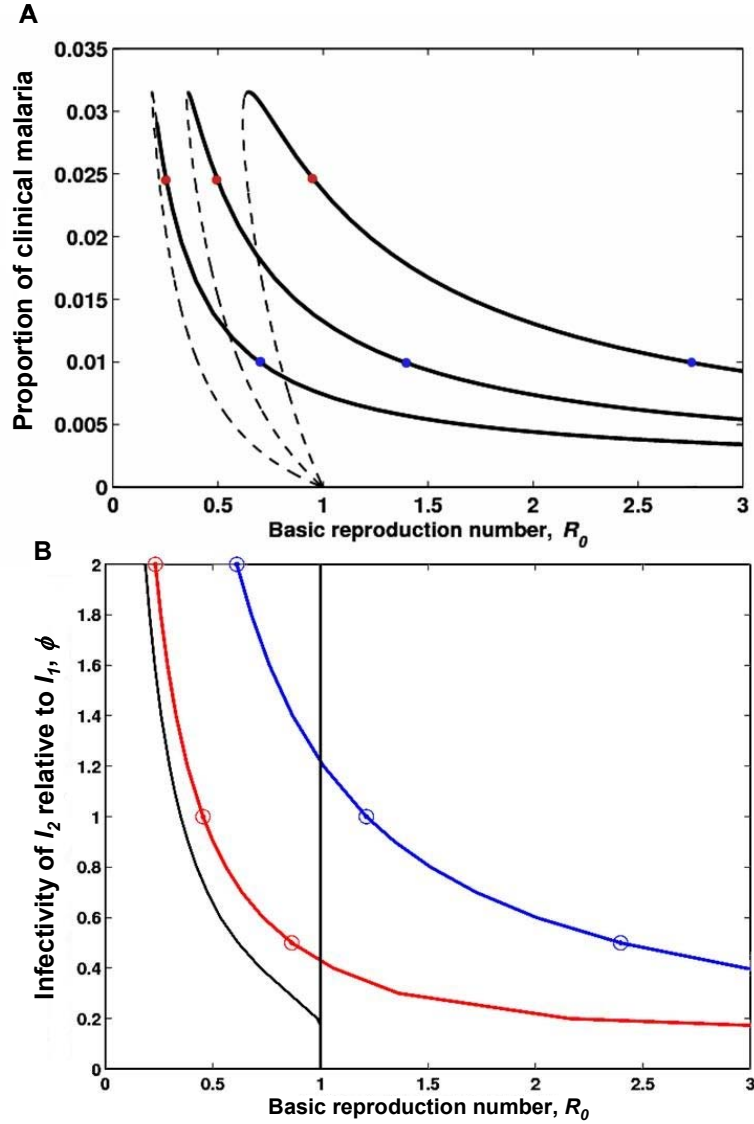 A
Proportion of clinical malaria
0.035
0.03
0.025
0.02
0.015
0.01
0.005
0
0 0.5 1 1.5 2 2.5 3
Basic reproduction number, R0
B
Infectivity of I2 relative to I1, ϕ
2
1.8
1.6
1.4
1.2
1
0.8
0.6
0.4
0.2
0
0 0.5 1 1.5 2 2.5 3
Basic reproduction number, R0